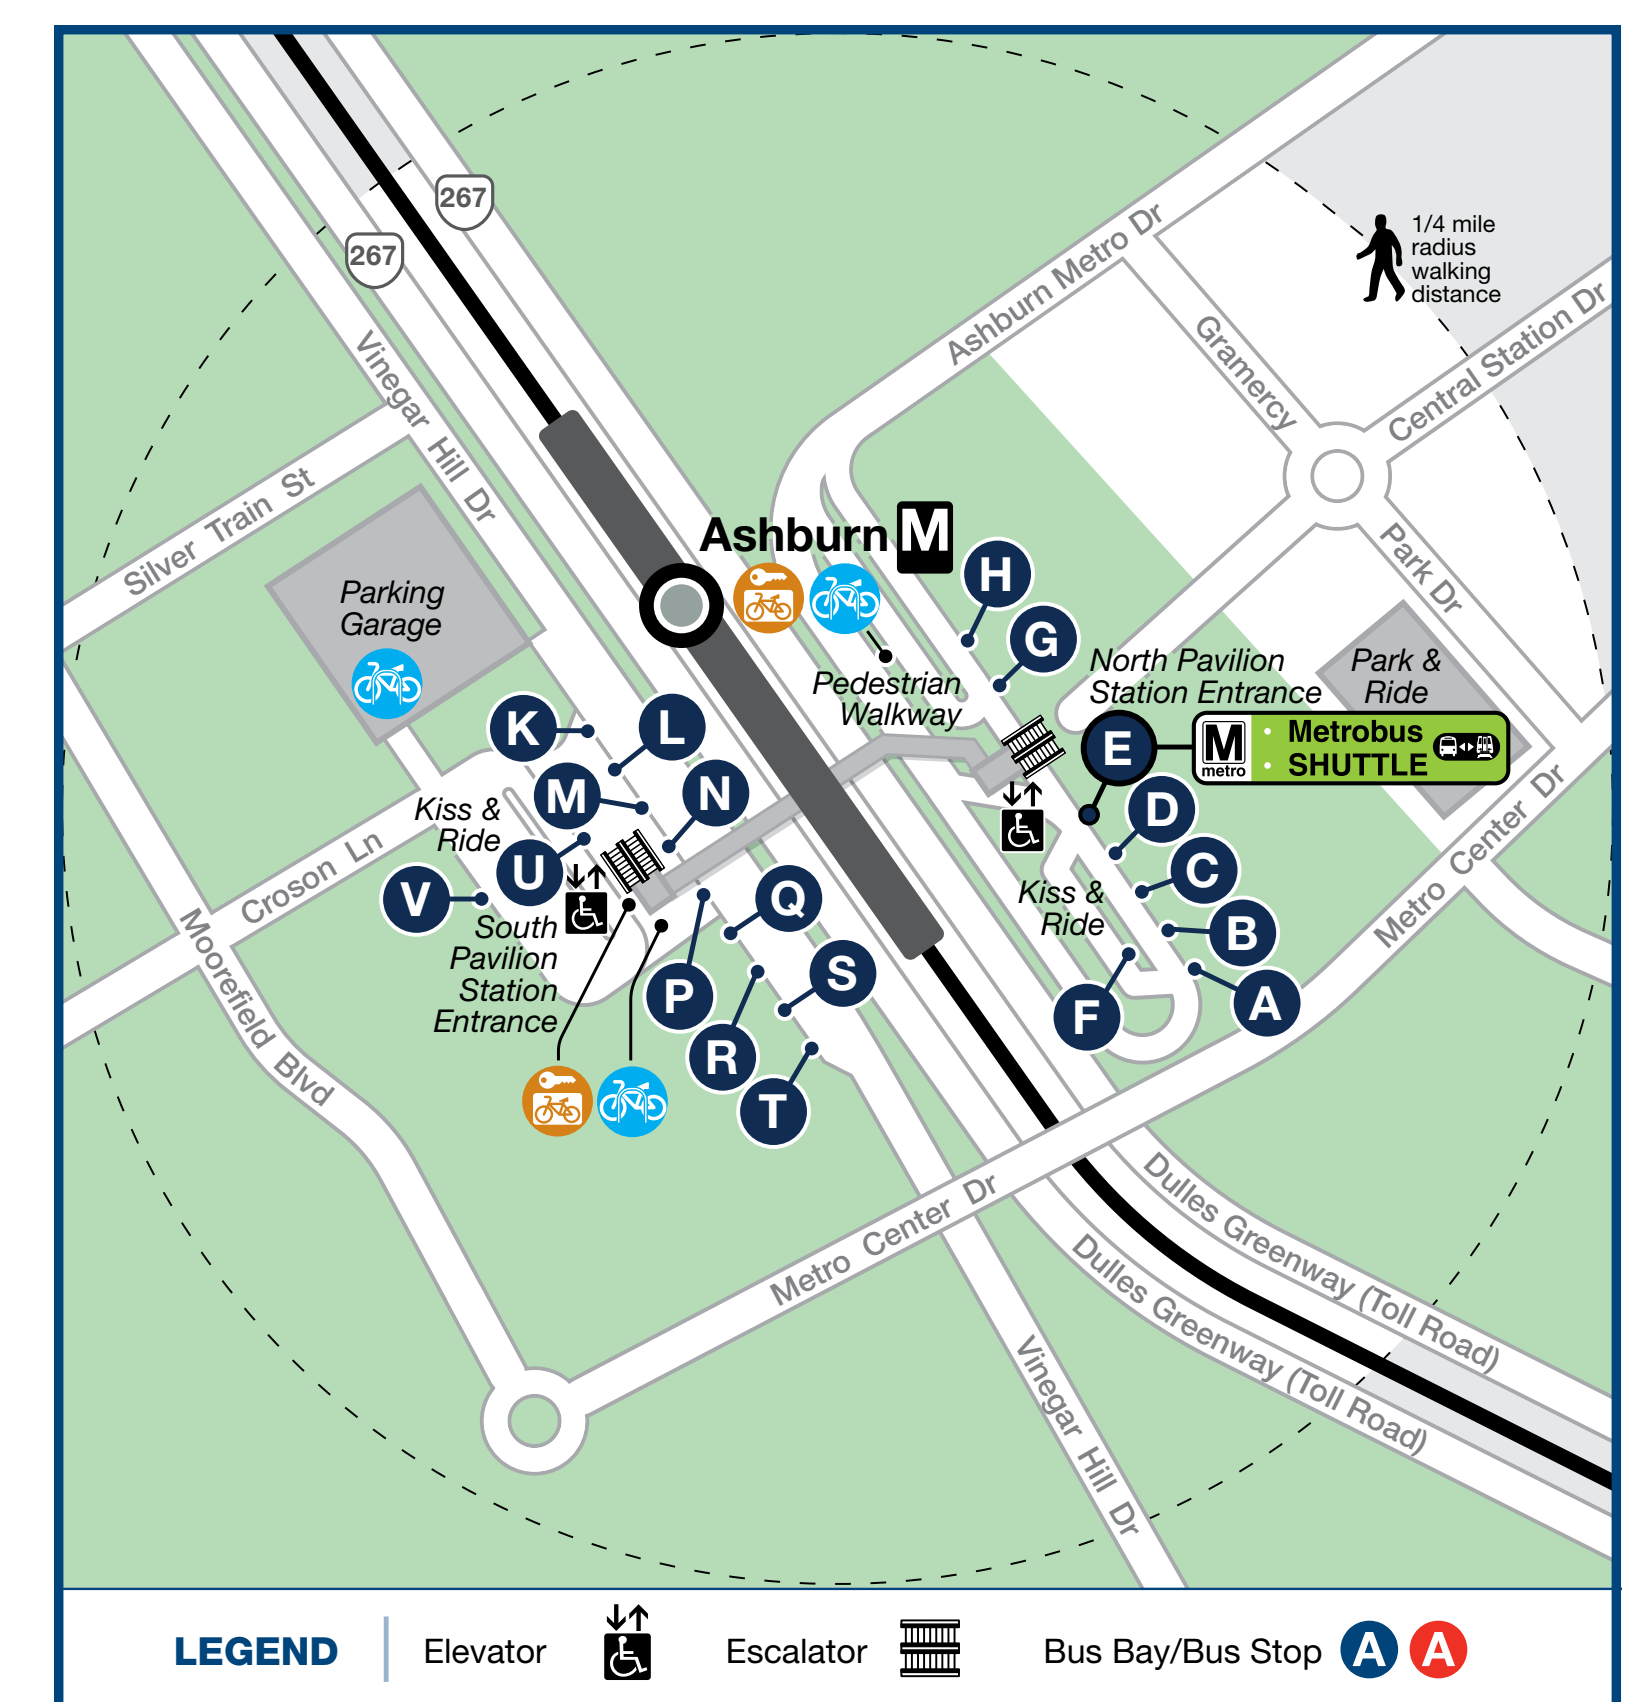 267
267
1/4 mile
radius
walking
distance
Ashburn Metro Dr
Gramercy
Central Station Dr
Vinegar Hill Dr
Silver Train St
Park Dr
Ashburn M
Parking
Garage
H
G
Pedestrian
Walkway
North Pavilion
Station Entrance
Park &
Ride
E
M
metro
• Metrobus
• SHUTTLE
K
L
M
N
D
C
B
A
F
Kiss &
Ride
Kiss &
Ride
U
V
Croson Ln
South
Pavilion
Station
Entrance
Q
P
S
R
T
Metro Center Dr
Moorefield Blvd
Metro Center Dr
Dulles Greenway (Toll Road)
Dulles Greenway (Toll Road)
Vinegar Hill Dr
LEGEND
Elevator
Escalator
Bus Bay/Bus Stop A A